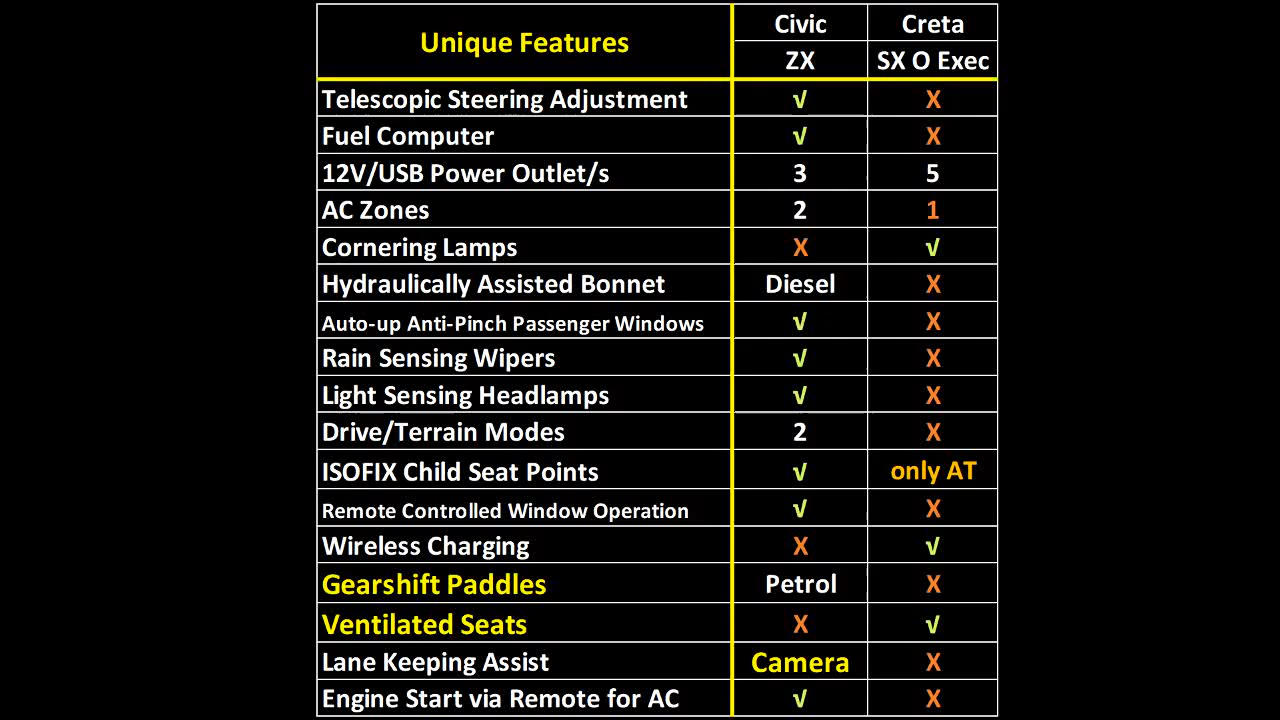 Unique Features Civic Creta
ZX SX O Exec
Telescopic Steering Adjustment √ X
Fuel Computer √ X
12V/USB Power Outlet/s 3 5
AC Zones 2 1
Cornering Lamps X √
Hydraulically Assisted Bonnet Diesel X
Auto-up Anti-Pinch Passenger Windows √ X
Rain Sensing Wipers √ X
Light Sensing Headlamps √ X
Drive/Terrain Modes 2 X
ISOFIX Child Seat Points √ only AT
Remote Controlled Window Operation √ X
Wireless Charging X √
Gearshift Paddles Petrol X
Ventilated Seats X √
Lane Keeping Assist Camera X
Engine Start via Remote for AC √ X